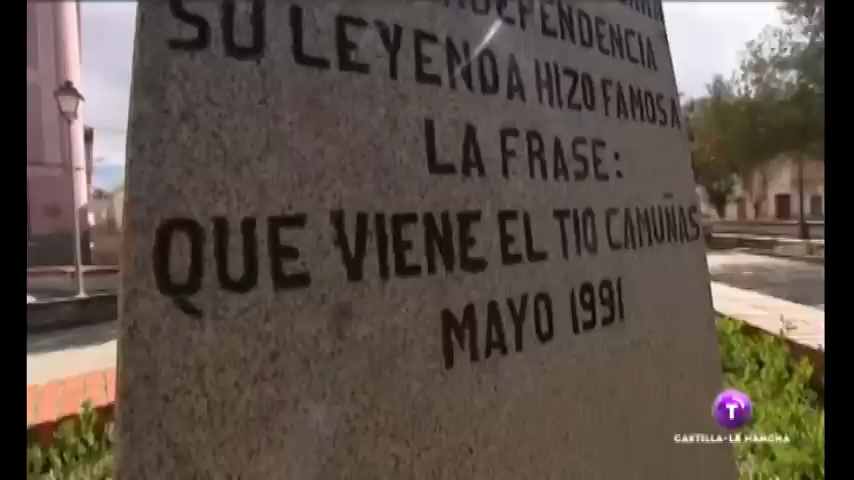 INDEPENDENCIA
SU LEYENDA HIZO FAMOSA
LA FRASE:
QUE VIENE EL TIO CAMUÑAS
MAYO 1991
T
CASTILLA-LA MANCHA